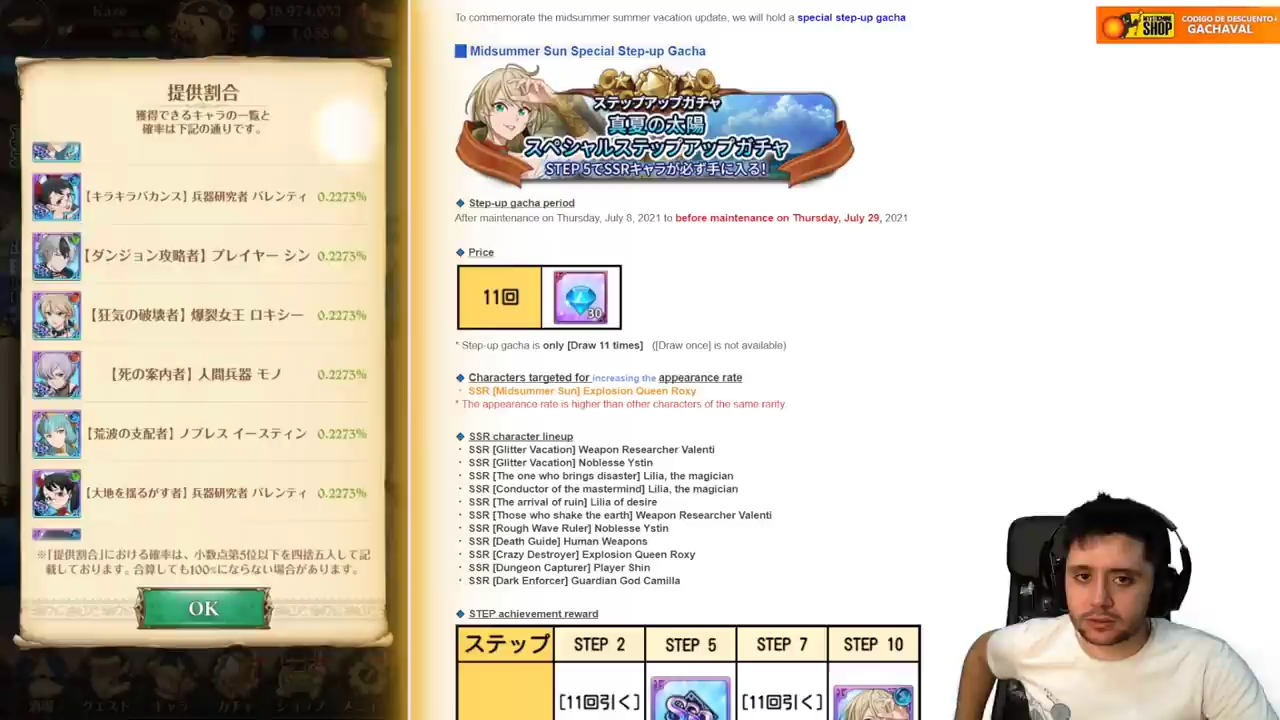 Kaze
18,974,053
提供割合
獲得できるキャラの一覧と
確率は下記の通りです。
【キラキラバカンス】兵器研究者 バレンティ 0.2273%
【ダンジョン攻略者】プレイヤー シン 0.2273%
【狂気の破壊者】爆裂女王 ロキシー 0.2273%
【死の案内者】人間兵器 モノ 0.2273%
【荒波の支配者】ノブレス イースティン 0.2273%
【大地を揺るがす者】兵器研究者 バレンティ 0.2273%
※「提供割合」における確率は、小数点第5位以下を四捨五入して記
載しております。合算しても100%にならない場合があります。
OK
To commemorate the midsummer summer vacation update, we will hold a special step-up gacha
Midsummer Sun Special Step-up Gacha
ステップアップガチャ
真夏の太陽
スペシャルステップアップガチャ
STEP 5でSSRキャラが必ず手に入る!
◆ Step-up gacha period
After maintenance on Thursday, July 8, 2021 to before maintenance on Thursday, July 29, 2021
◆ Price
11回
30
* Step-up gacha is only [Draw 11 times] ([Draw once] is not available)
◆ Characters targeted for increasing the appearance rate
・ SSR [Midsummer Sun] Explosion Queen Roxy
* The appearance rate is higher than other characters of the same rarity.
◆ SSR character lineup
・ SSR [Glitter Vacation] Weapon Researcher Valenti
・ SSR [Glitter Vacation] Noblesse Ystin
・ SSR [The one who brings disaster] Lilia, the magician
・ SSR [Conductor of the mastermind] Lilia, the magician
・ SSR [The arrival of ruin] Lilia of desire
・ SSR [Those who shake the earth] Weapon Researcher Valenti
・ SSR [Rough Wave Ruler] Noblesse Ystin
・ SSR [Death Guide] Human Weapons
・ SSR [Crazy Destroyer] Explosion Queen Roxy
・ SSR [Dungeon Capturer] Player Shin
・ SSR [Dark Enforcer] Guardian God Camilla
◆ STEP achievement reward
ステップ STEP 2 STEP 5 STEP 7 STEP 10
[11回引く] [11回引く]
SHOP
CODIGO DE DESCUENTO
GACHAVAL